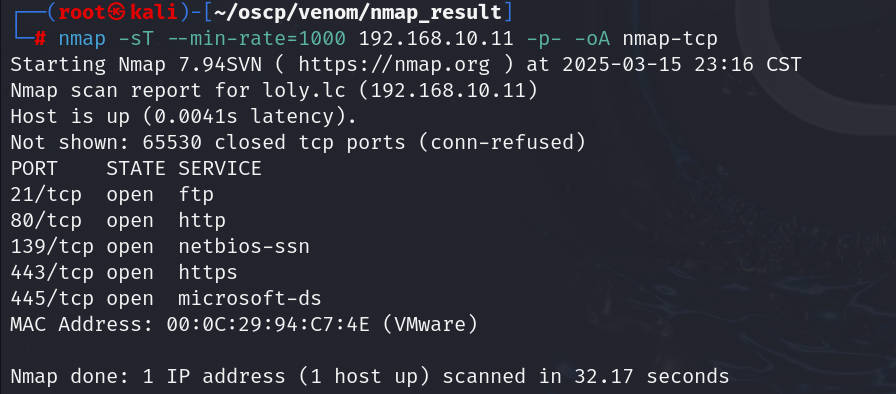 ┌──(root㉿kali)-[~/oscp/venom/nmap_result]
└─# nmap -sT --min-rate=1000 192.168.10.11 -p- -oA nmap-tcp
Starting Nmap 7.94SVN ( https://nmap.org ) at 2025-03-15 23:16 CST
Nmap scan report for loly.lc (192.168.10.11)
Host is up (0.0041s latency).
Not shown: 65530 closed tcp ports (conn-refused)
PORT    STATE SERVICE
21/tcp  open  ftp
80/tcp  open  http
139/tcp open  netbios-ssn
443/tcp open  https
445/tcp open  microsoft-ds
MAC Address: 00:0C:29:94:C7:4E (VMware)

Nmap done: 1 IP address (1 host up) scanned in 32.17 seconds